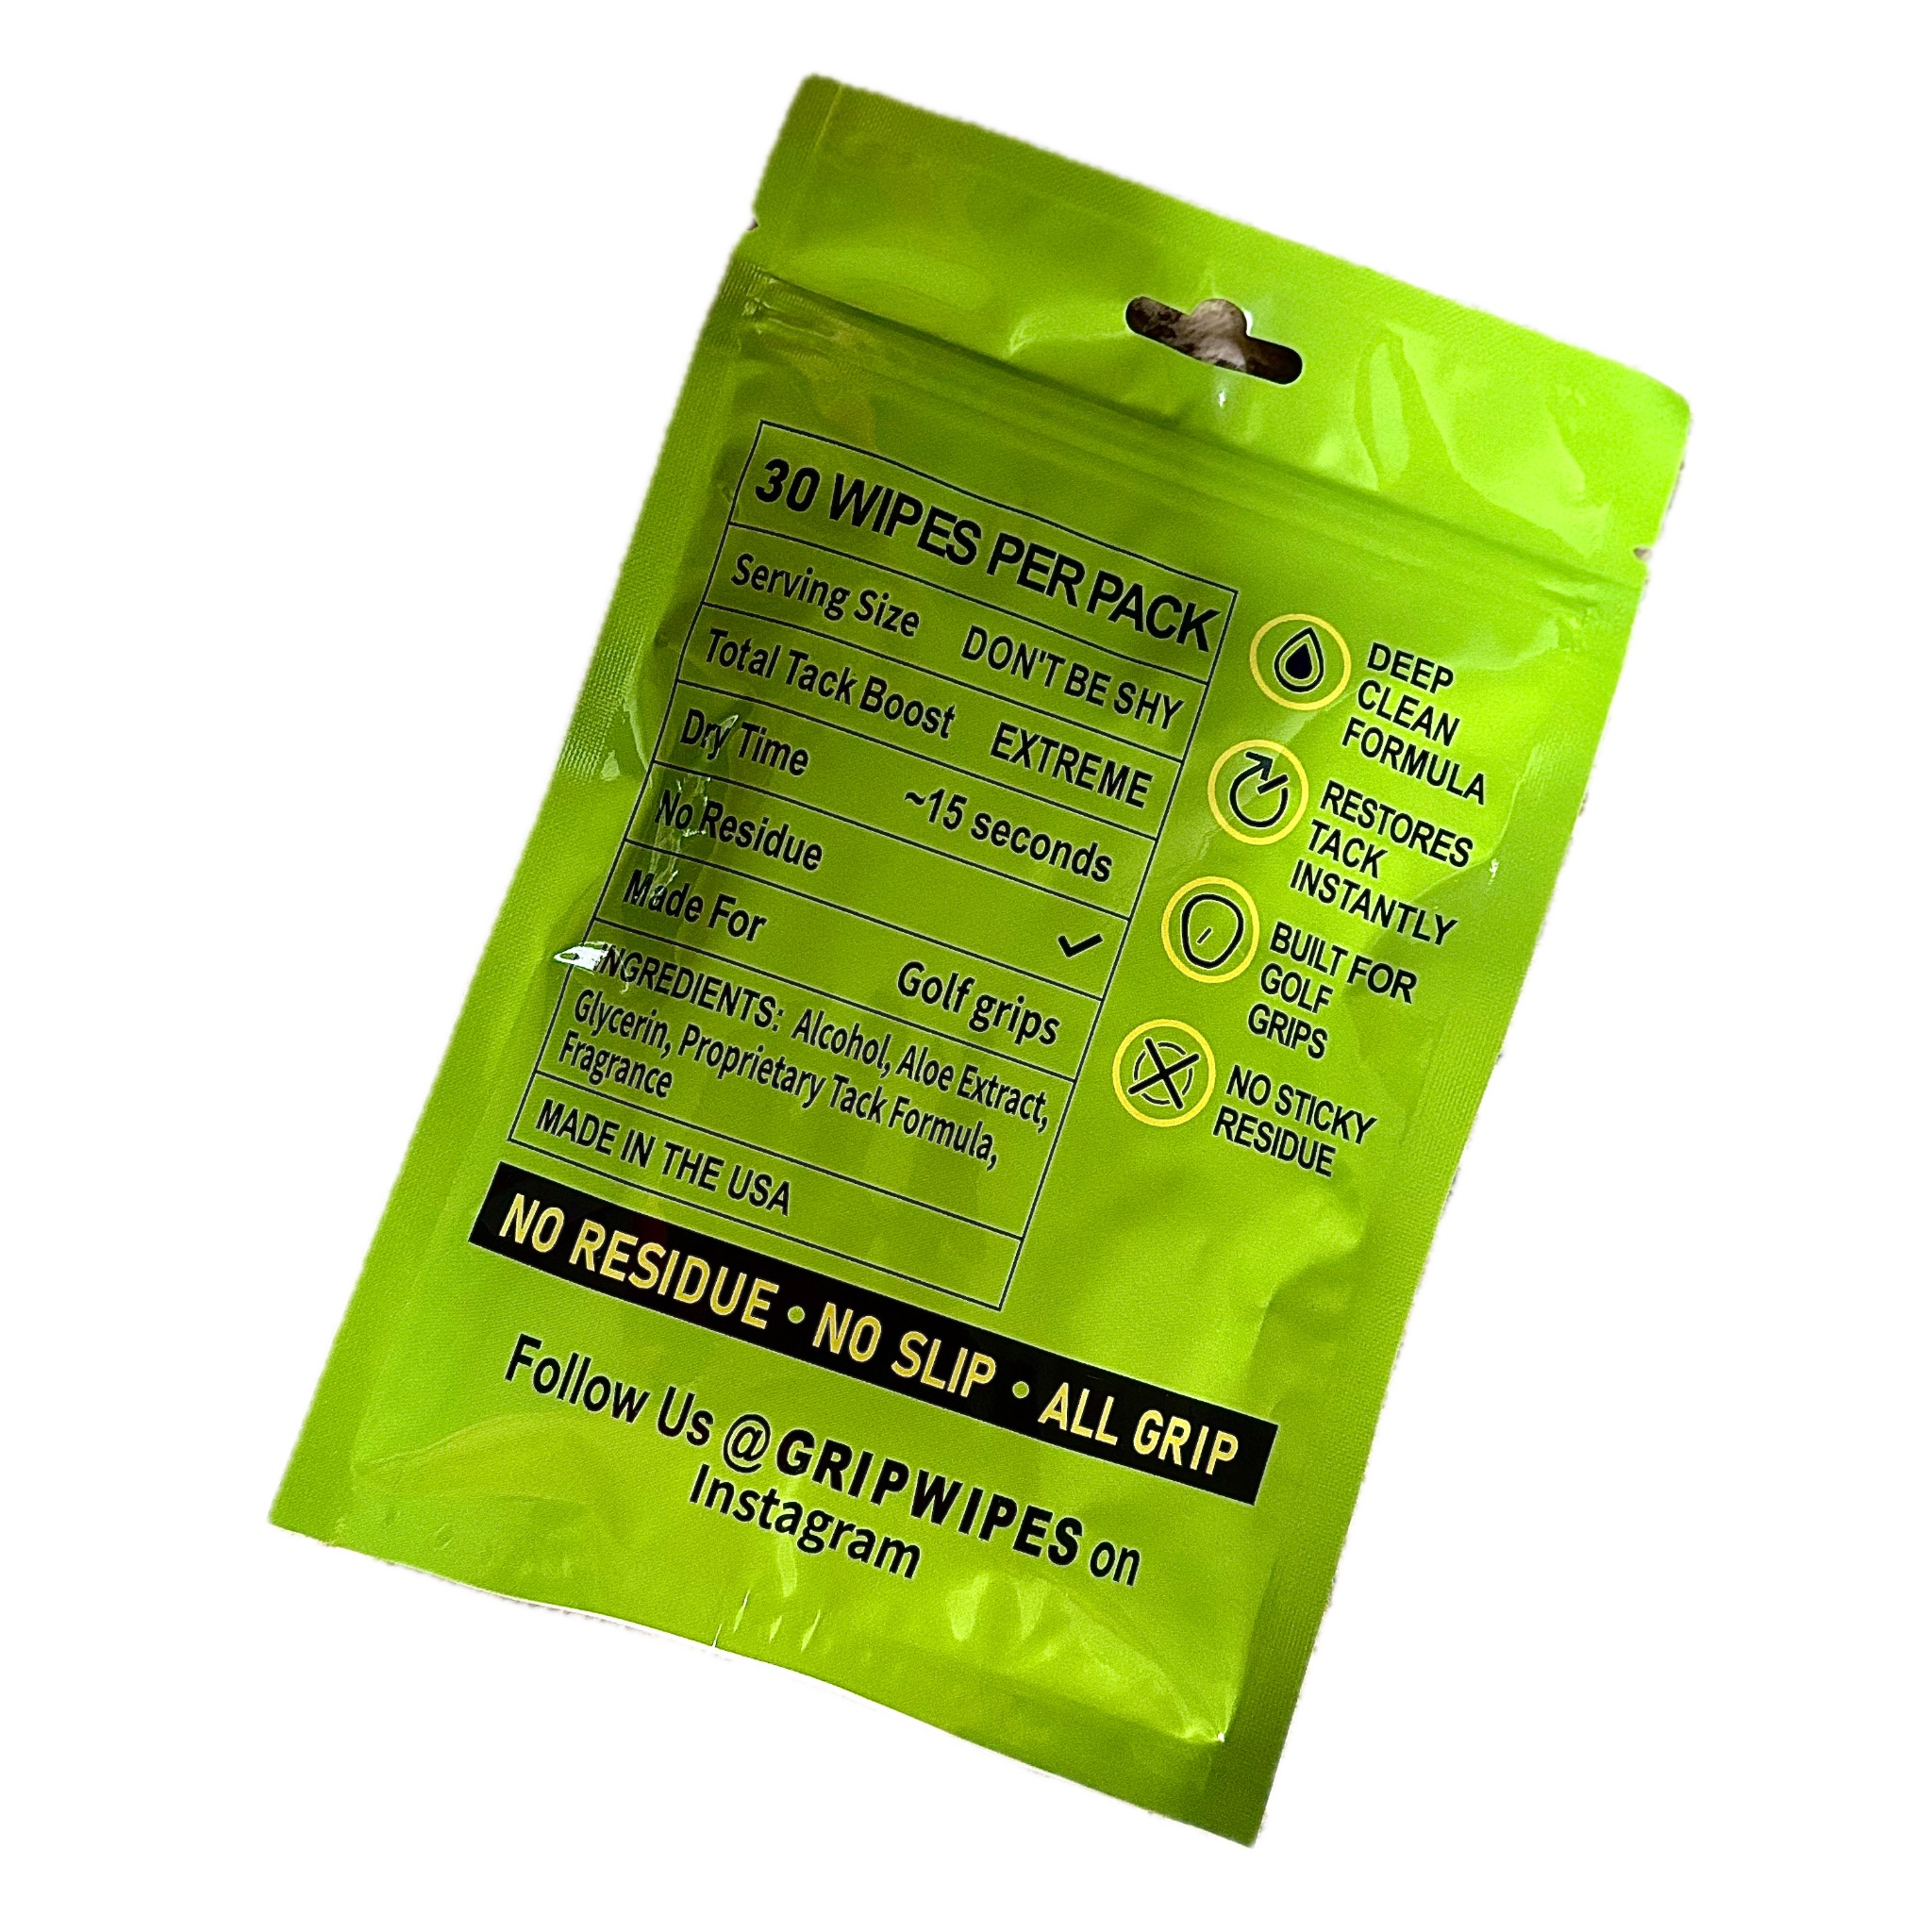 30 WIPES PER PACK
Serving Size DON'T BE SHY
Total Tack Boost EXTREME
Dry Time ~15 seconds
No Residue ✓
Made For Golf grips
INGREDIENTS: Alcohol, Aloe Extract,
Glycerin, Proprietary Tack Formula,
Fragrance
MADE IN THE USA
DEEP
CLEAN
FORMULA
RESTORES
TACK
INSTANTLY
BUILT FOR
GOLF
GRIPS
NO STICKY
RESIDUE
NO RESIDUE • NO SLIP • ALL GRIP
Follow Us @GRIPWIPES on
Instagram